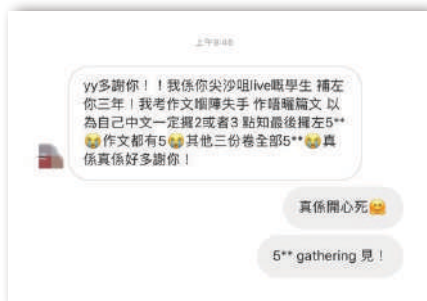 上午8:46
yy多謝你！！我係你尖沙咀live嘅學生 補左
你三年！我考作文嗰陣失手 作唔曬篇文 以
為自己中文一定攞2或者3 點知最後攞左5**
😭作文都有5😭其他三份卷全部5**😭真
係真係好多謝你！
真係開心死🤗
5** gathering 見！